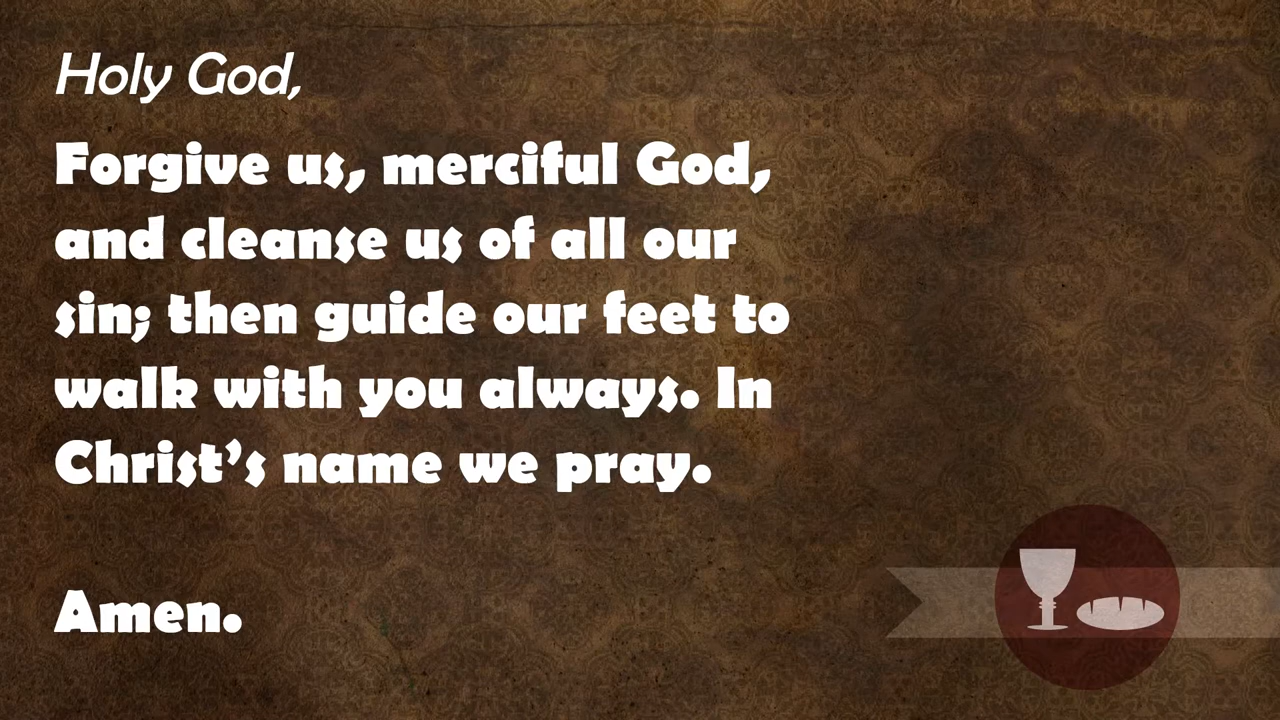 Holy God,
Forgive us, merciful God,
and cleanse us of all our
sin; then guide our feet to
walk with you always. In
Christ’s name we pray.
Amen.